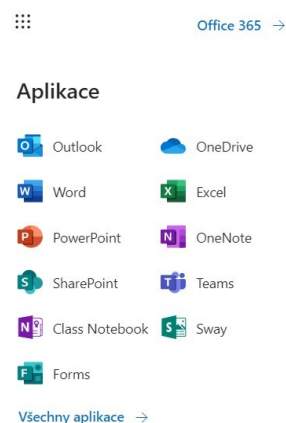 Office 365 →
Aplikace
Outlook OneDrive
Word Excel
PowerPoint OneNote
SharePoint Teams
Class Notebook Sway
Forms
Všechny aplikace →